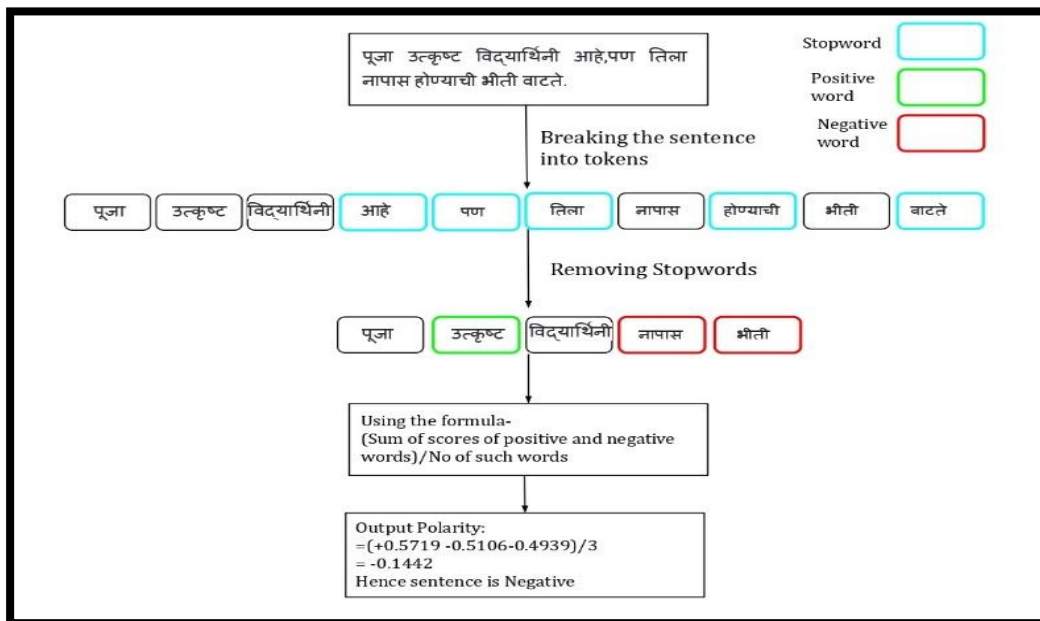 पूजा उत्कृष्ट विद्यार्थिनी आहे,पण तिला
नापास होण्याची भीती वाटते.
Stopword
Positive
word
Negative
word
Breaking the sentence
into tokens
पूजा उत्कृष्ट विद्यार्थिनी आहे पण तिला नापास होण्याची भीती वाटते
Removing Stopwords
पूजा उत्कृष्ट विद्यार्थिनी नापास भीती
Using the formula-
(Sum of scores of positive and negative
words)/No of such words
Output Polarity:
=(+0.5719 -0.5106-0.4939)/3
= -0.1442
Hence sentence is Negative